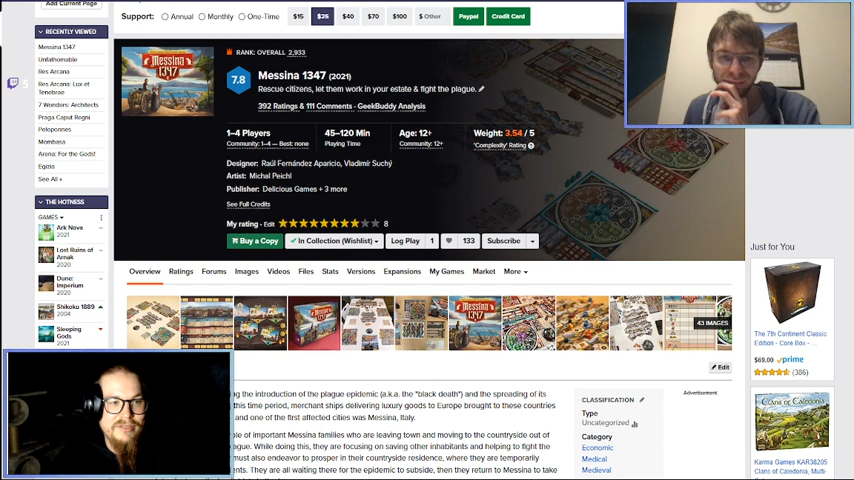 Add Current Page
Support: Annual Monthly One-Time $15 $25 $40 $70 $100 $ Other Paypal Credit Card
RECENTLY VIEWED
Messina 1347
Unfathomable
Res Arcana
Res Arcana: Lux et Tenebrae
7 Wonders: Architects
Praga Caput Regni
Peloponnes
Mombasa
Arena: For the Gods!
Egizia
See All »
THE HOTNESS
GAMES
Ark Nova
2021
Lost Ruins of Arnak
2020
Dune: Imperium
2020
Shikoku 1889
2004
Sleeping Gods
2021
MESSINA 1347
RANK: OVERALL 2,933
7.8
Messina 1347 (2021)
Rescue citizens, let them work in your estate & fight the plague.
392 Ratings & 111 Comments · GeekBuddy Analysis
1–4 Players
Community: 1–4 — Best: none
45–120 Min
Playing Time
Age: 12+
Community: 12+
Weight: 3.54 / 5
'Complexity' Rating
Designer: Raúl Fernández Aparicio, Vladimír Suchý
Artist: Michal Peichl
Publisher: Delicious Games + 3 more
See Full Credits
My rating · Edit 8
Buy a Copy In Collection (Wishlist) Log Play 1 133 Subscribe
Overview Ratings Forums Images Videos Files Stats Versions Expansions My Games Market More
MESSINA 1347
43 IMAGES
Edit
ng the introduction of the plague epidemic (a.k.a. the "black death") and the spreading of its
this time period, merchant ships delivering luxury goods to Europe brought to these countries
and one of the first affected cities was Messina, Italy.
le of important Messina families who are leaving town and moving to the countryside out of
gue. While doing this, they are focusing on saving other inhabitants and helping to fight the
must also endeavor to prosper in their countryside residence, where they are temporarily
nts. They are all waiting there for the epidemic to subside, then they return to Messina to take
CLASSIFICATION
Type
Uncategorized
Category
Economic
Medical
Medieval
Advertisement
Just for You
The 7th Continent Classic
Edition - Core Box - ...
$69.00 prime
(386)
CLANS of CALEDONIA
Karma Games KAR38205
Clans of Caledonia, Multi-